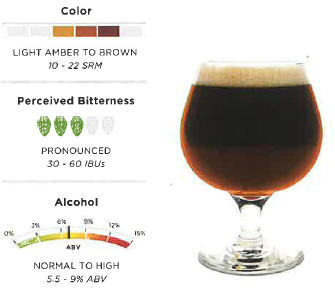 Color
LIGHT AMBER TO BROWN
10 - 22 SRM
Perceived Bitterness
PRONOUNCED
30 - 60 IBUs
Alcohol
0% 3% 6% 9% 12% 15%
ABV
NORMAL TO HIGH
5.5 - 9% ABV